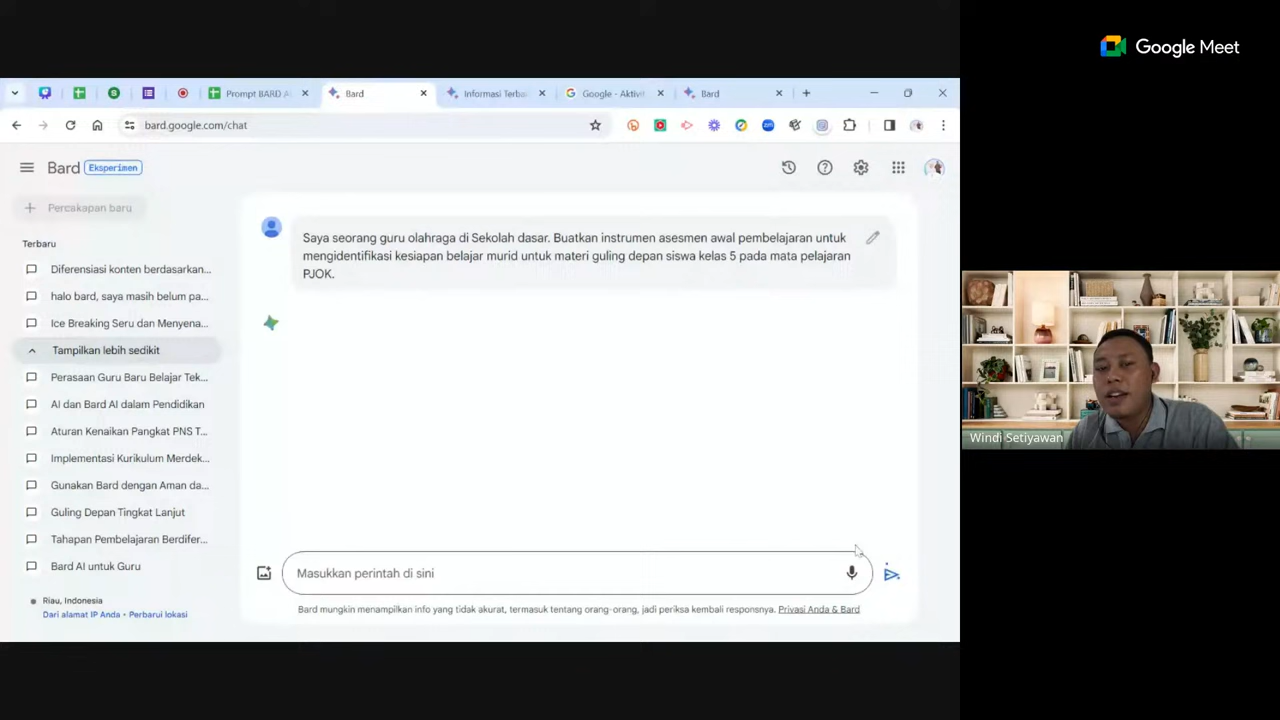 Google Meet
Prompt BARD A
Bard
Informasi Terba
Google - Aktivit
Bard
bard.google.com/chat
Bard Eksperimen
Percakapan baru
Terbaru
Diferensiasi konten berdasarkan...
halo bard, saya masih belum pa...
Ice Breaking Seru dan Menyena...
Tampilkan lebih sedikit
Perasaan Guru Baru Belajar Tek...
AI dan Bard AI dalam Pendidikan
Aturan Kenaikan Pangkat PNS T...
Implementasi Kurikulum Merdek...
Gunakan Bard dengan Aman da...
Guling Depan Tingkat Lanjut
Tahapan Pembelajaran Berdifer...
Bard AI untuk Guru
Riau, Indonesia
Dari alamat IP Anda • Perbarui lokasi
Saya seorang guru olahraga di Sekolah dasar. Buatkan instrumen asesmen awal pembelajaran untuk
mengidentifikasi kesiapan belajar murid untuk materi guling depan siswa kelas 5 pada mata pelajaran
PJOK.
Masukkan perintah di sini
Bard mungkin menampilkan info yang tidak akurat, termasuk tentang orang-orang, jadi periksa kembali responsnya. Privasi Anda & Bard
Windi Setiyawan